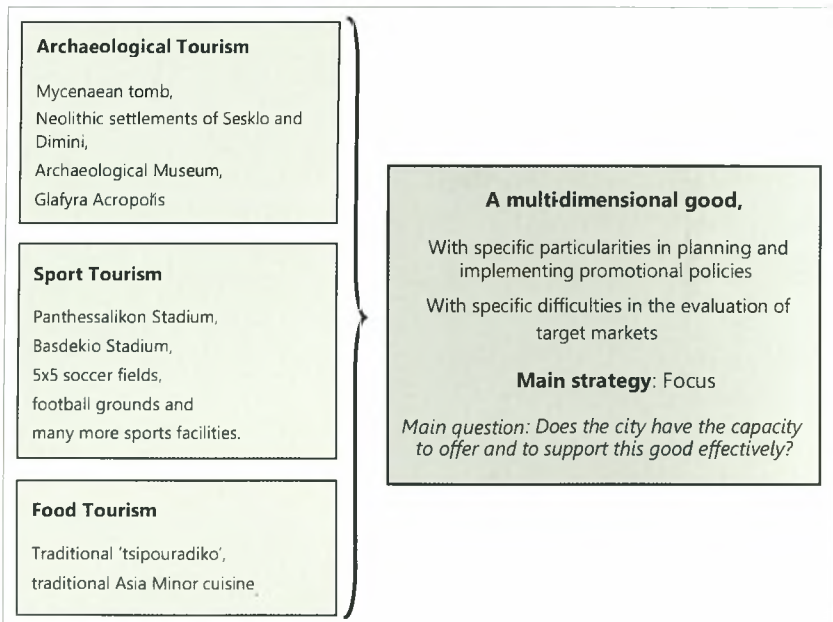 Archaeological Tourism
Mycenaean tomb,
Neolithic settlements of Sesklo and
Dimini,
Archaeological Museum,
Glafyra Acropolis
Sport Tourism
Panthessalikon Stadium,
Basdekio Stadium,
5x5 soccer fields,
football grounds and
many more sports facilities.
Food Tourism
Traditional ‘tsipouradiko’,
traditional Asia Minor cuisine
A multi-dimensional good,
With specific particularities in planning and
implementing promotional policies
With specific difficulties in the evaluation of
target markets
Main strategy: Focus
Main question: Does the city have the capacity
to offer and to support this good effectively?